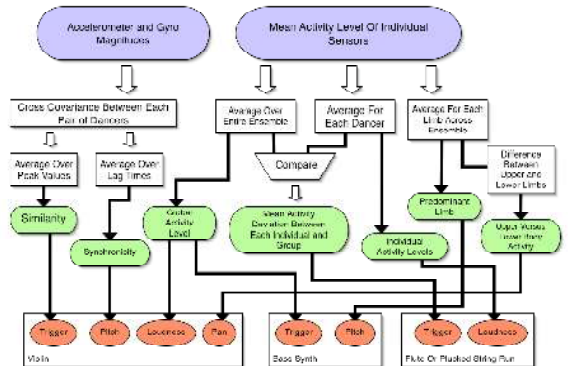 Accelerometer and Gyro
Magnitudes
Mean Activity Level Of Individual
Sensors
Cross Covariance Between Each
Pair of Dancers
Average Over
Entire Ensemble
Average For
Each Dancer
Average For Each
Limb Across
Ensemble
Average Over
Peak Values
Average Over
Lag Times
Compare
Difference
Between
Upper and
Lower Limbs
Similarity
Synchronicity
Global
Activity
Level
Mean Activity
Deviation Between
Each Individual and
Group
Predominant
Limb
Individual
Activity Levels
Upper Versus
Lower Body
Activity
Trigger
Pitch
Loudness
Pan
Violin
Trigger
Pitch
Bass Synth
Trigger
Loudness
Flute Or Plucked String Run